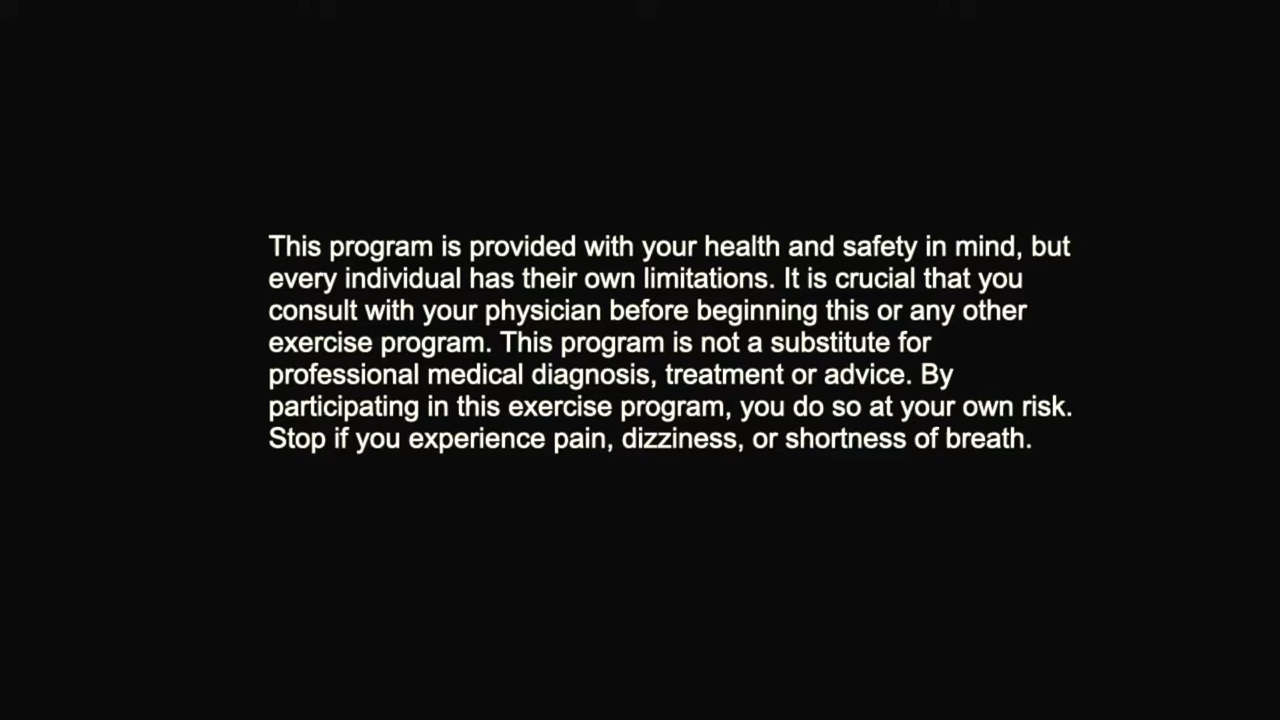 This program is provided with your health and safety in mind, but
every individual has their own limitations. It is crucial that you
consult with your physician before beginning this or any other
exercise program. This program is not a substitute for
professional medical diagnosis, treatment or advice. By
participating in this exercise program, you do so at your own risk.
Stop if you experience pain, dizziness, or shortness of breath.